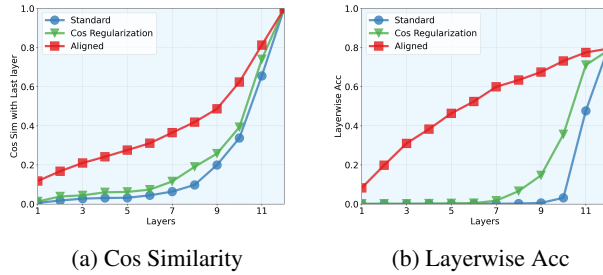 1.0
0.8
0.6
0.4
0.2
0.0
Cos Sim with Last layer
Standard
Cos Regularization
Aligned
1 3 5 7 9 11
Layers
(a) Cos Similarity
1.0
0.8
0.6
0.4
0.2
0.0
Layerwise Acc
Standard
Cos Regularization
Aligned
1 3 5 7 9 11
Layers
(b) Layerwise Acc